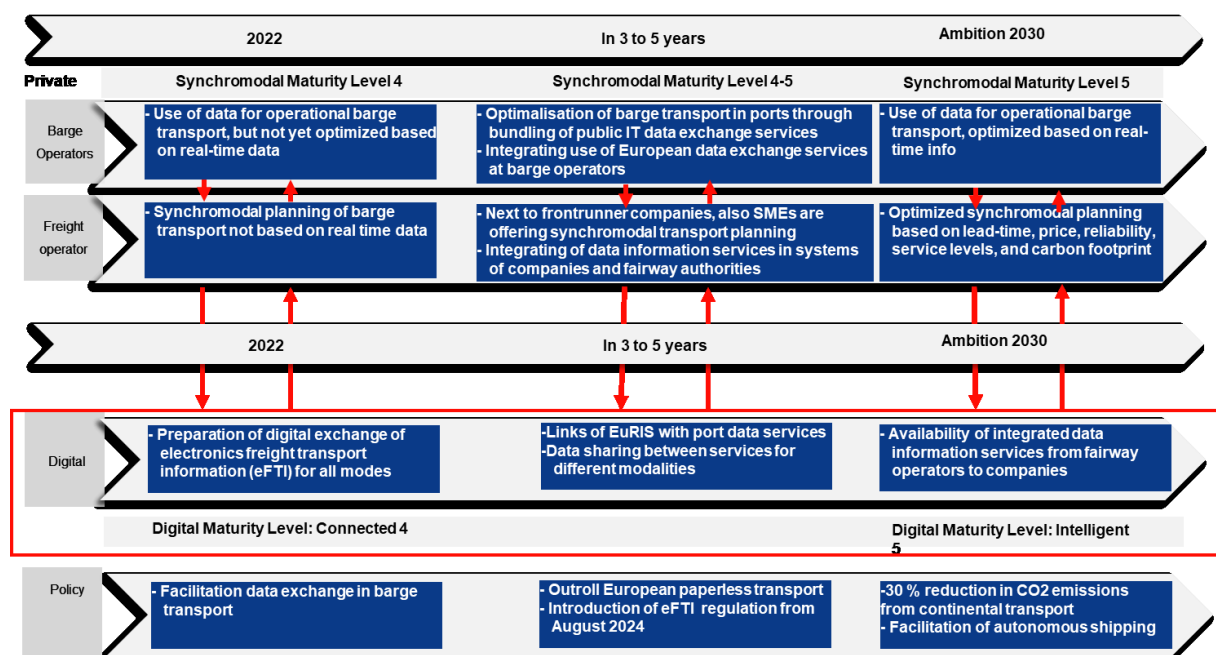 2022
In 3 to 5 years
Ambition 2030
Private
Synchromodal Maturity Level 4
Synchromodal Maturity Level 4-5
Synchromodal Maturity Level 5
Barge
Operators
- Use of data for operational barge
transport, but not yet optimized based
on real-time data
- Optimalisation of barge transport in ports through
bundling of public IT data exchange services
- Integrating use of European data exchange services
at barge operators
- Use of data for operational barge
transport, optimized based on real-
time info
Freight
operator
- Synchromodal planning of barge
transport not based on real time data
- Next to frontrunner companies, also SMEs are
offering synchromodal transport planning
- Integrating of data information services in systems
of companies and fairway authorities
- Optimized synchromodal planning
based on lead-time, price, reliability,
service levels, and carbon footprint
2022
In 3 to 5 years
Ambition 2030
Digital
- Preparation of digital exchange of
electronics freight transport
information (eFTI) for all modes
-Links of EuRIS with port data services
-Data sharing between services for
different modalities
- Availability of integrated data
information services from fairway
operators to companies
Digital Maturity Level: Connected 4
Digital Maturity Level: Intelligent
5
Policy
- Facilitation data exchange in barge
transport
- Outroll European paperless transport
- Introduction of eFTI regulation from
August 2024
-30 % reduction in CO2 emissions
from continental transport
- Facilitation of autonomous shipping